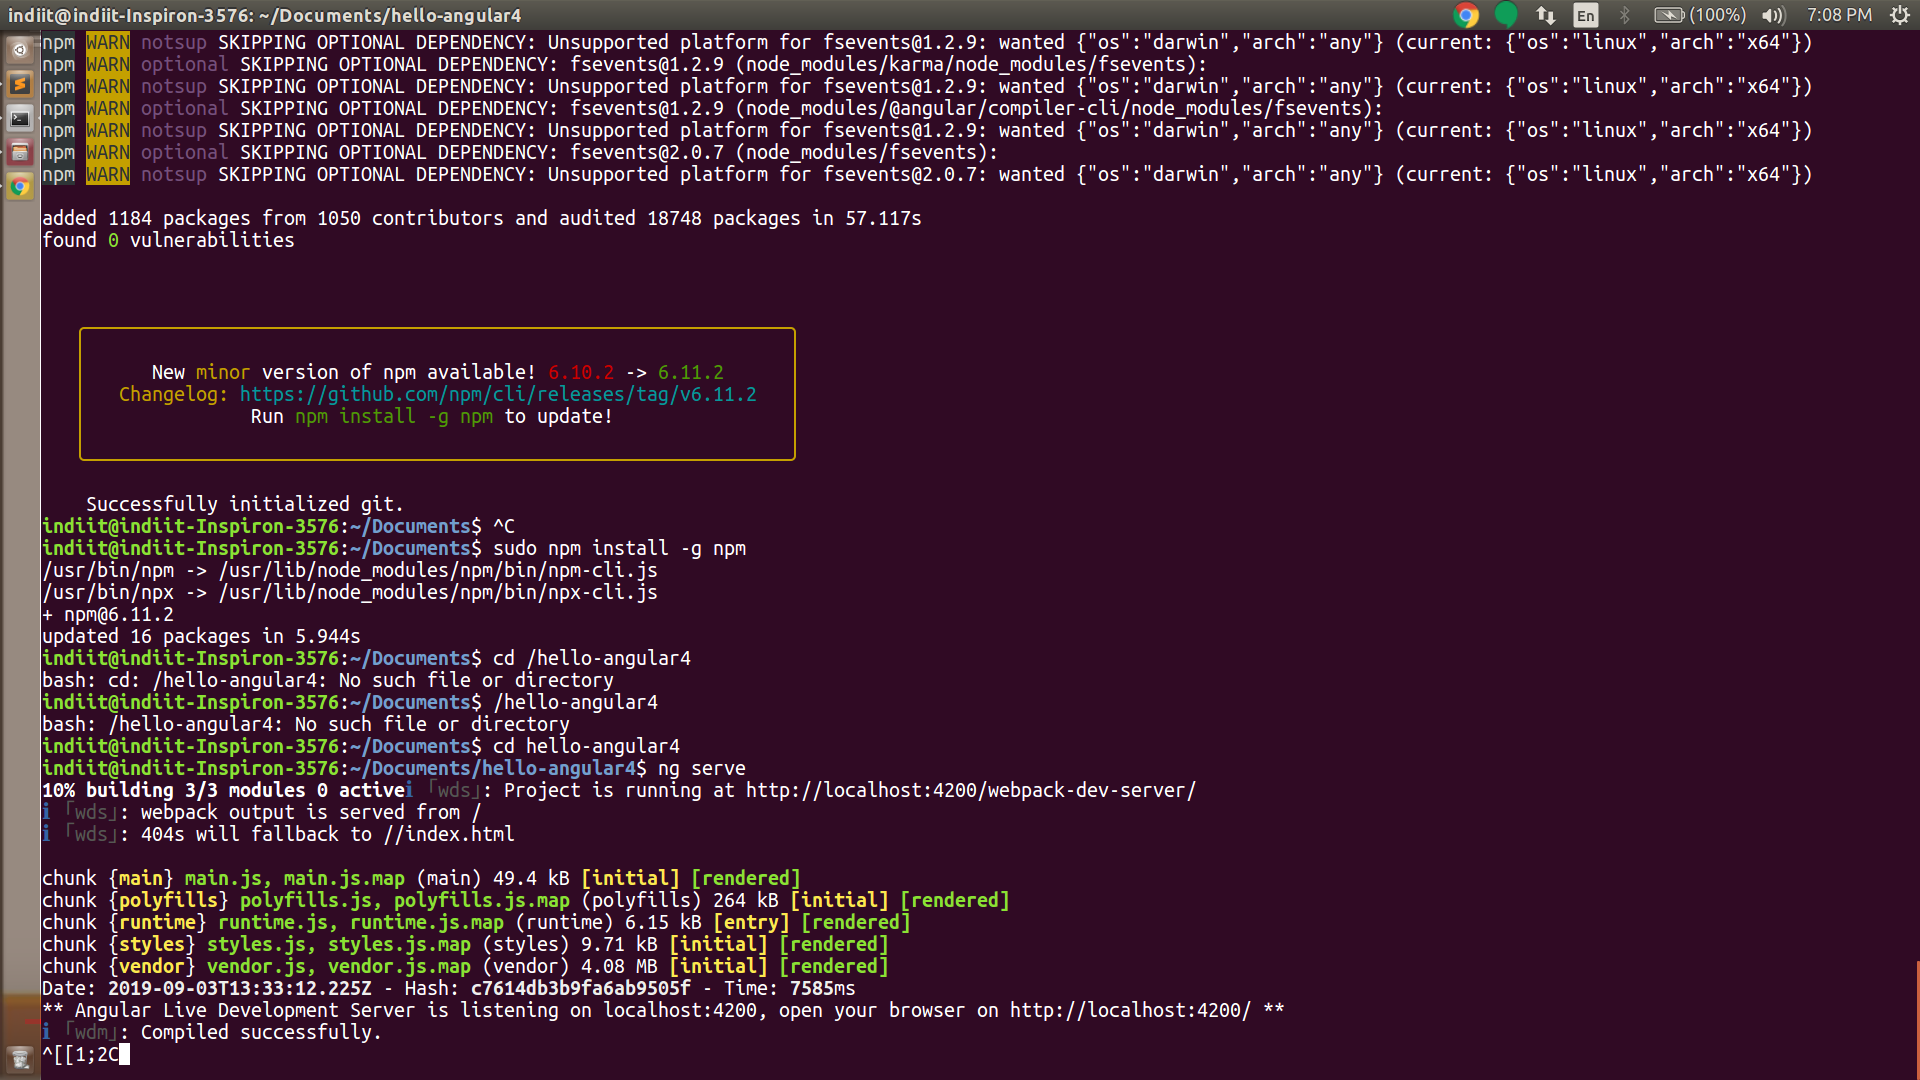 indiit@indiit-Inspiron-3576: ~/Documents/hello-angular4 En (100%) 7:08 PM
npm WARN notsup SKIPPING OPTIONAL DEPENDENCY: Unsupported platform for fsevents@1.2.9: wanted {"os":"darwin","arch":"any"} (current: {"os":"linux","arch":"x64"})
npm WARN optional SKIPPING OPTIONAL DEPENDENCY: fsevents@1.2.9 (node_modules/karma/node_modules/fsevents):
npm WARN notsup SKIPPING OPTIONAL DEPENDENCY: Unsupported platform for fsevents@1.2.9: wanted {"os":"darwin","arch":"any"} (current: {"os":"linux","arch":"x64"})
npm WARN optional SKIPPING OPTIONAL DEPENDENCY: fsevents@1.2.9 (node_modules/@angular/compiler-cli/node_modules/fsevents):
npm WARN notsup SKIPPING OPTIONAL DEPENDENCY: Unsupported platform for fsevents@1.2.9: wanted {"os":"darwin","arch":"any"} (current: {"os":"linux","arch":"x64"})
npm WARN optional SKIPPING OPTIONAL DEPENDENCY: fsevents@2.0.7 (node_modules/fsevents):
npm WARN notsup SKIPPING OPTIONAL DEPENDENCY: Unsupported platform for fsevents@2.0.7: wanted {"os":"darwin","arch":"any"} (current: {"os":"linux","arch":"x64"})
added 1184 packages from 1050 contributors and audited 18748 packages in 57.117s
found 0 vulnerabilities
New minor version of npm available! 6.10.2 -> 6.11.2
Changelog: https://github.com/npm/cli/releases/tag/v6.11.2
Run npm install -g npm to update!
Successfully initialized git.
indiit@indiit-Inspiron-3576:~/Documents$ ^C
indiit@indiit-Inspiron-3576:~/Documents$ sudo npm install -g npm
/usr/bin/npm -> /usr/lib/node_modules/npm/bin/npm-cli.js
/usr/bin/npx -> /usr/lib/node_modules/npm/bin/npx-cli.js
+ npm@6.11.2
updated 16 packages in 5.944s
indiit@indiit-Inspiron-3576:~/Documents$ cd /hello-angular4
bash: cd: /hello-angular4: No such file or directory
indiit@indiit-Inspiron-3576:~/Documents$ /hello-angular4
bash: /hello-angular4: No such file or directory
indiit@indiit-Inspiron-3576:~/Documents$ cd hello-angular4
indiit@indiit-Inspiron-3576:~/Documents/hello-angular4$ ng serve
10% building 3/3 modules 0 activeℹ ｢wds｣: Project is running at http://localhost:4200/webpack-dev-server/
ℹ ｢wds｣: webpack output is served from /
ℹ ｢wds｣: 404s will fallback to //index.html
chunk {main} main.js, main.js.map (main) 49.4 kB [initial] [rendered]
chunk {polyfills} polyfills.js, polyfills.js.map (polyfills) 264 kB [initial] [rendered]
chunk {runtime} runtime.js, runtime.js.map (runtime) 6.15 kB [entry] [rendered]
chunk {styles} styles.js, styles.js.map (styles) 9.71 kB [initial] [rendered]
chunk {vendor} vendor.js, vendor.js.map (vendor) 4.08 MB [initial] [rendered]
Date: 2019-09-03T13:33:12.225Z - Hash: c7614db3b9fa6ab9505f - Time: 7585ms
** Angular Live Development Server is listening on localhost:4200, open your browser on http://localhost:4200/ **
ℹ ｢wdm｣: Compiled successfully.
^[[1;2C